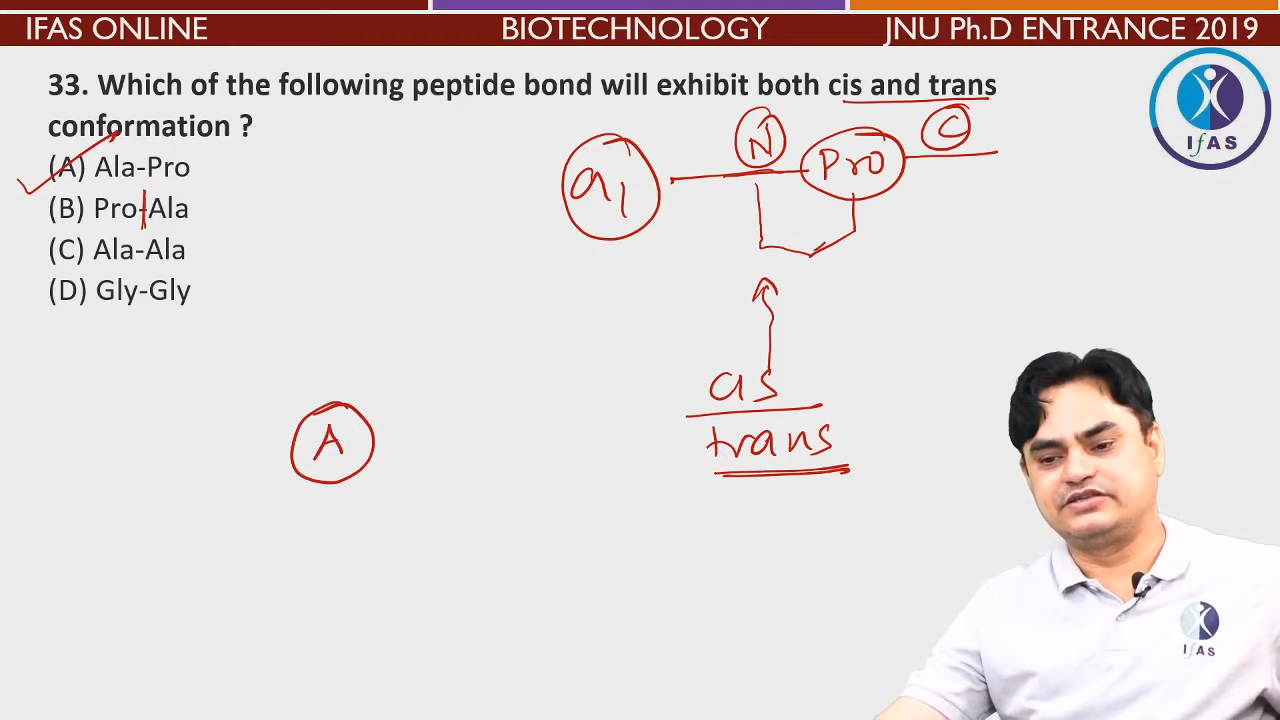 IFAS ONLINE BIOTECHNOLOGY JNU Ph.D ENTRANCE 2019
33. Which of the following peptide bond will exhibit both cis and trans
conformation ?
(A) Ala-Pro
(B) Pro-Ala
(C) Ala-Ala
(D) Gly-Gly
N Pro C
cis
trans
A
IfAS
IfAS